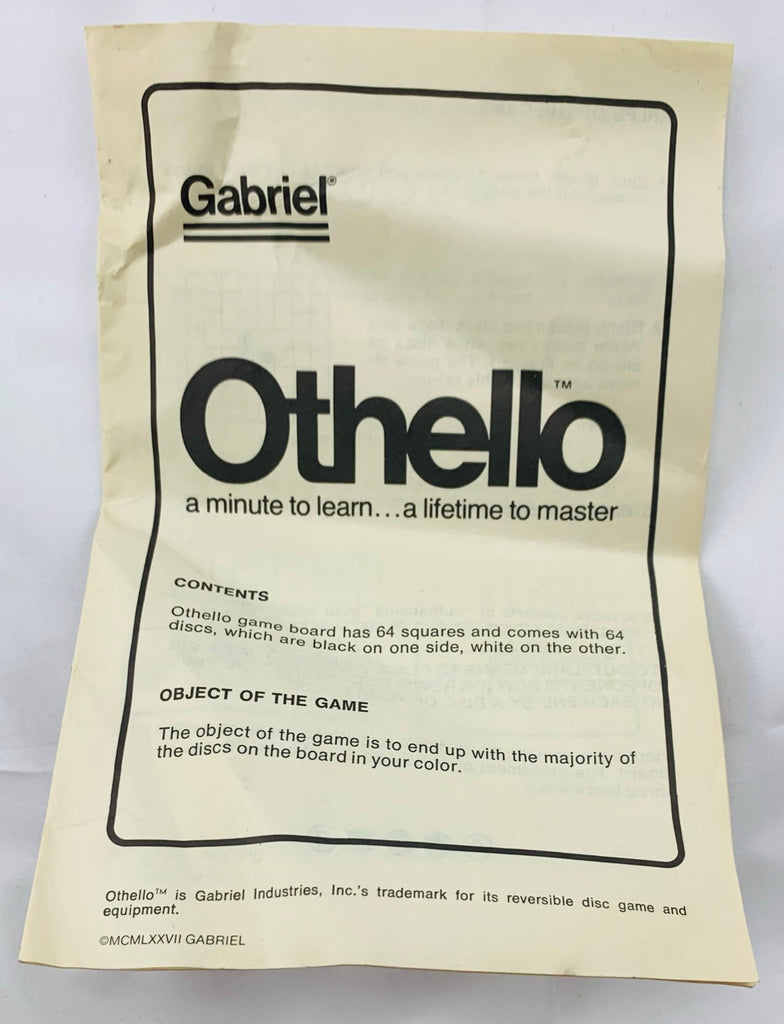 Gabriel®
Othello™
a minute to learn...a lifetime to master
CONTENTS
Othello game board has 64 squares and comes with 64
discs, which are black on one side, white on the other.
OBJECT OF THE GAME
The object of the game is to end up with the majority of
the discs on the board in your color.
Othello™ is Gabriel Industries, Inc.'s trademark for its reversible disc game and
equipment.
©MCMLXXVII GABRIEL